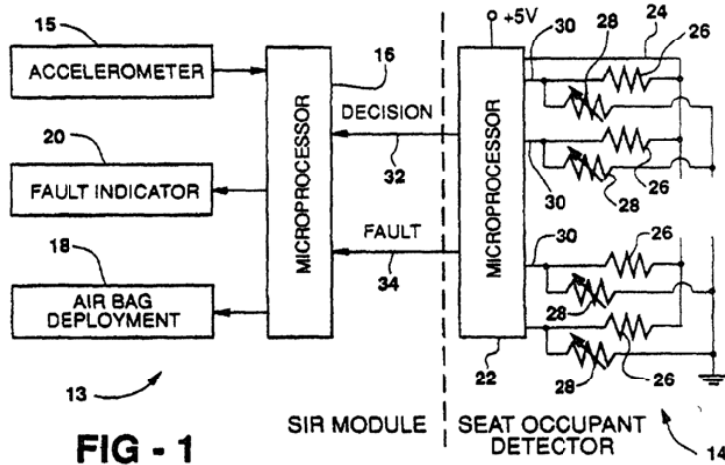 15
ACCELEROMETER
20
FAULT INDICATOR
18
AIR BAG
DEPLOYMENT
13
MICROPROCESSOR
16
DECISION
32
FAULT
34
SIR MODULE
+5V
MICROPROCESSOR
22
30
28
24
26
30
28
26
30
26
28
28
26
SEAT OCCUPANT
DETECTOR
14
FIG - 1